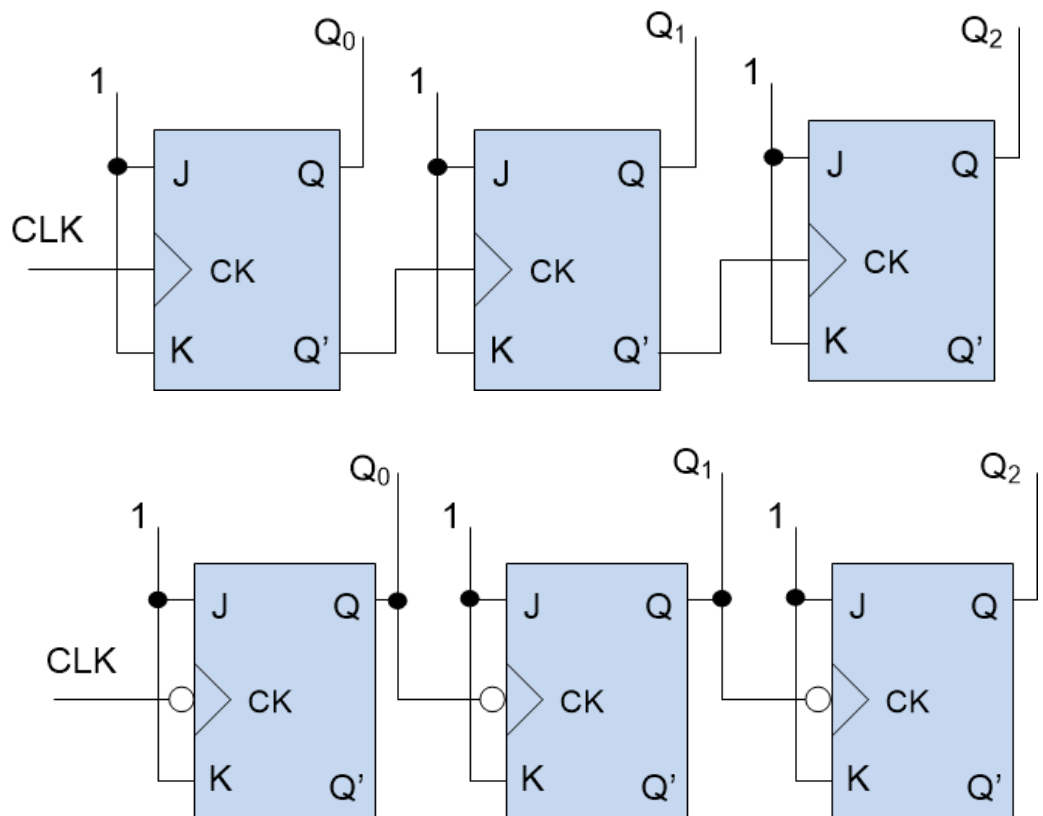 Q₀ Q₁ Q₂
1 1 1
J Q J Q J Q
CLK
CK CK CK
K Q’ K Q’ K Q’
Q₀ Q₁ Q₂
1 1 1
J Q J Q J Q
CLK
CK CK CK
K Q’ K Q’ K Q’